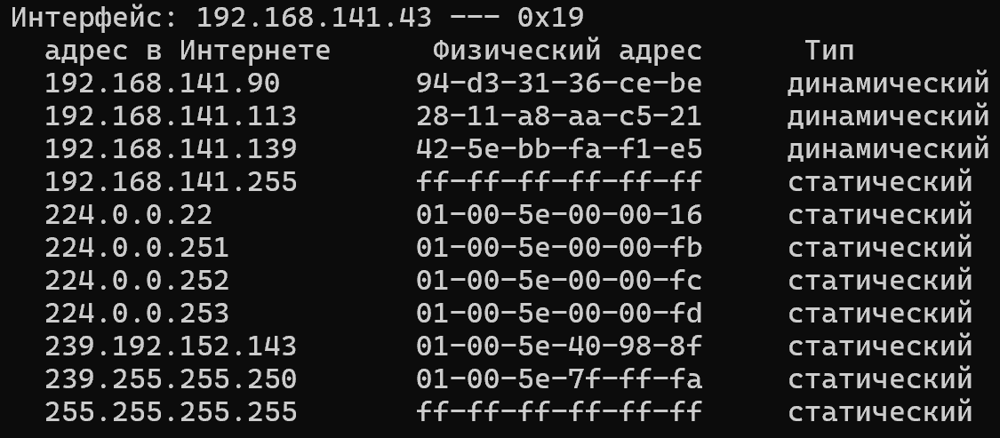 Интерфейс: 192.168.141.43 --- 0x19
адрес в Интернете Физический адрес Тип
192.168.141.90 94-d3-31-36-ce-be динамический
192.168.141.113 28-11-a8-aa-c5-21 динамический
192.168.141.139 42-5e-bb-fa-f1-e5 динамический
192.168.141.255 ff-ff-ff-ff-ff-ff статический
224.0.0.22 01-00-5e-00-00-16 статический
224.0.0.251 01-00-5e-00-00-fb статический
224.0.0.252 01-00-5e-00-00-fc статический
224.0.0.253 01-00-5e-00-00-fd статический
239.192.152.143 01-00-5e-40-98-8f статический
239.255.255.250 01-00-5e-7f-ff-fa статический
255.255.255.255 ff-ff-ff-ff-ff-ff статический